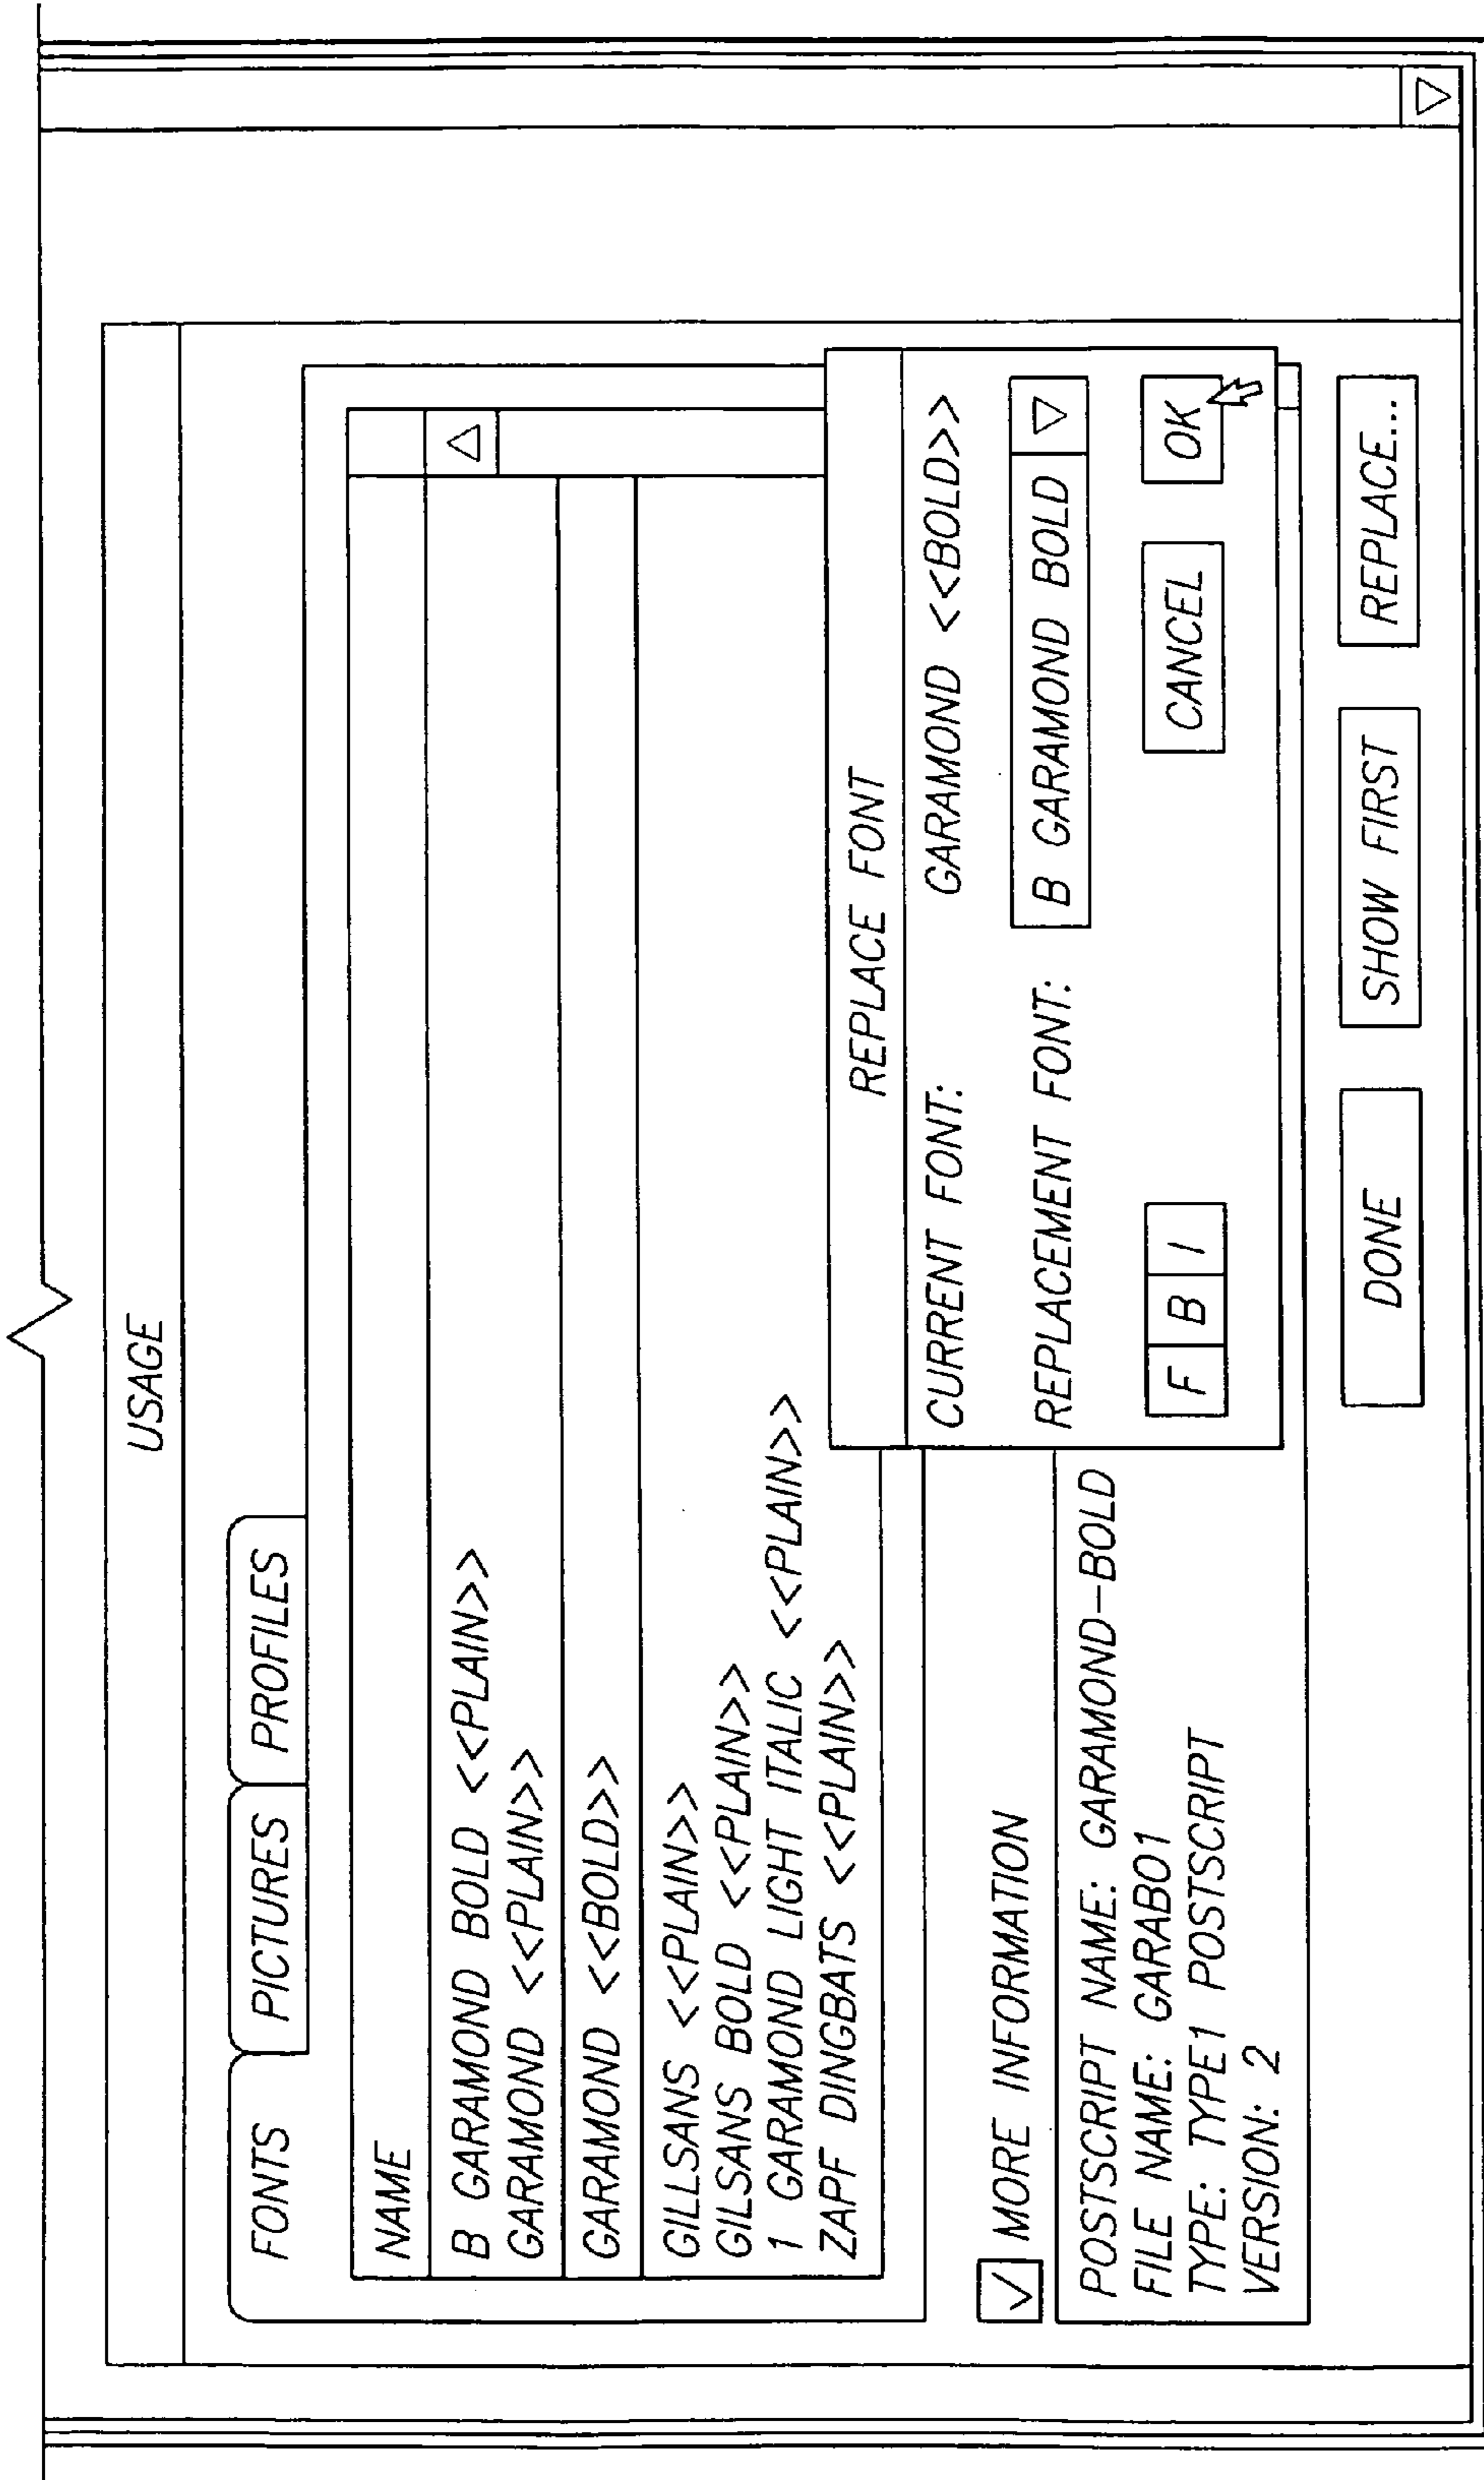 USAGE
FONTS PICTURES PROFILES
NAME
B GARAMOND BOLD <<PLAIN>>
GARAMOND <<PLAIN>>
GARAMOND <<BOLD>>
GILLSANS <<PLAIN>>
GILSANS BOLD <<PLAIN>>
1 GARAMOND LIGHT ITALIC <<PLAIN>>
ZAPF DINGBATS <<PLAIN>>
REPLACE FONT
CURRENT FONT: GARAMOND <<BOLD>>
REPLACEMENT FONT: B GARAMOND BOLD
F B I CANCEL OK
MORE INFORMATION
POSTSCRIPT NAME: GARAMOND-BOLD
FILE NAME: GARABO1
TYPE: TYPE1 POSTSCRIPT
VERSION: 2
DONE SHOW FIRST REPLACE...